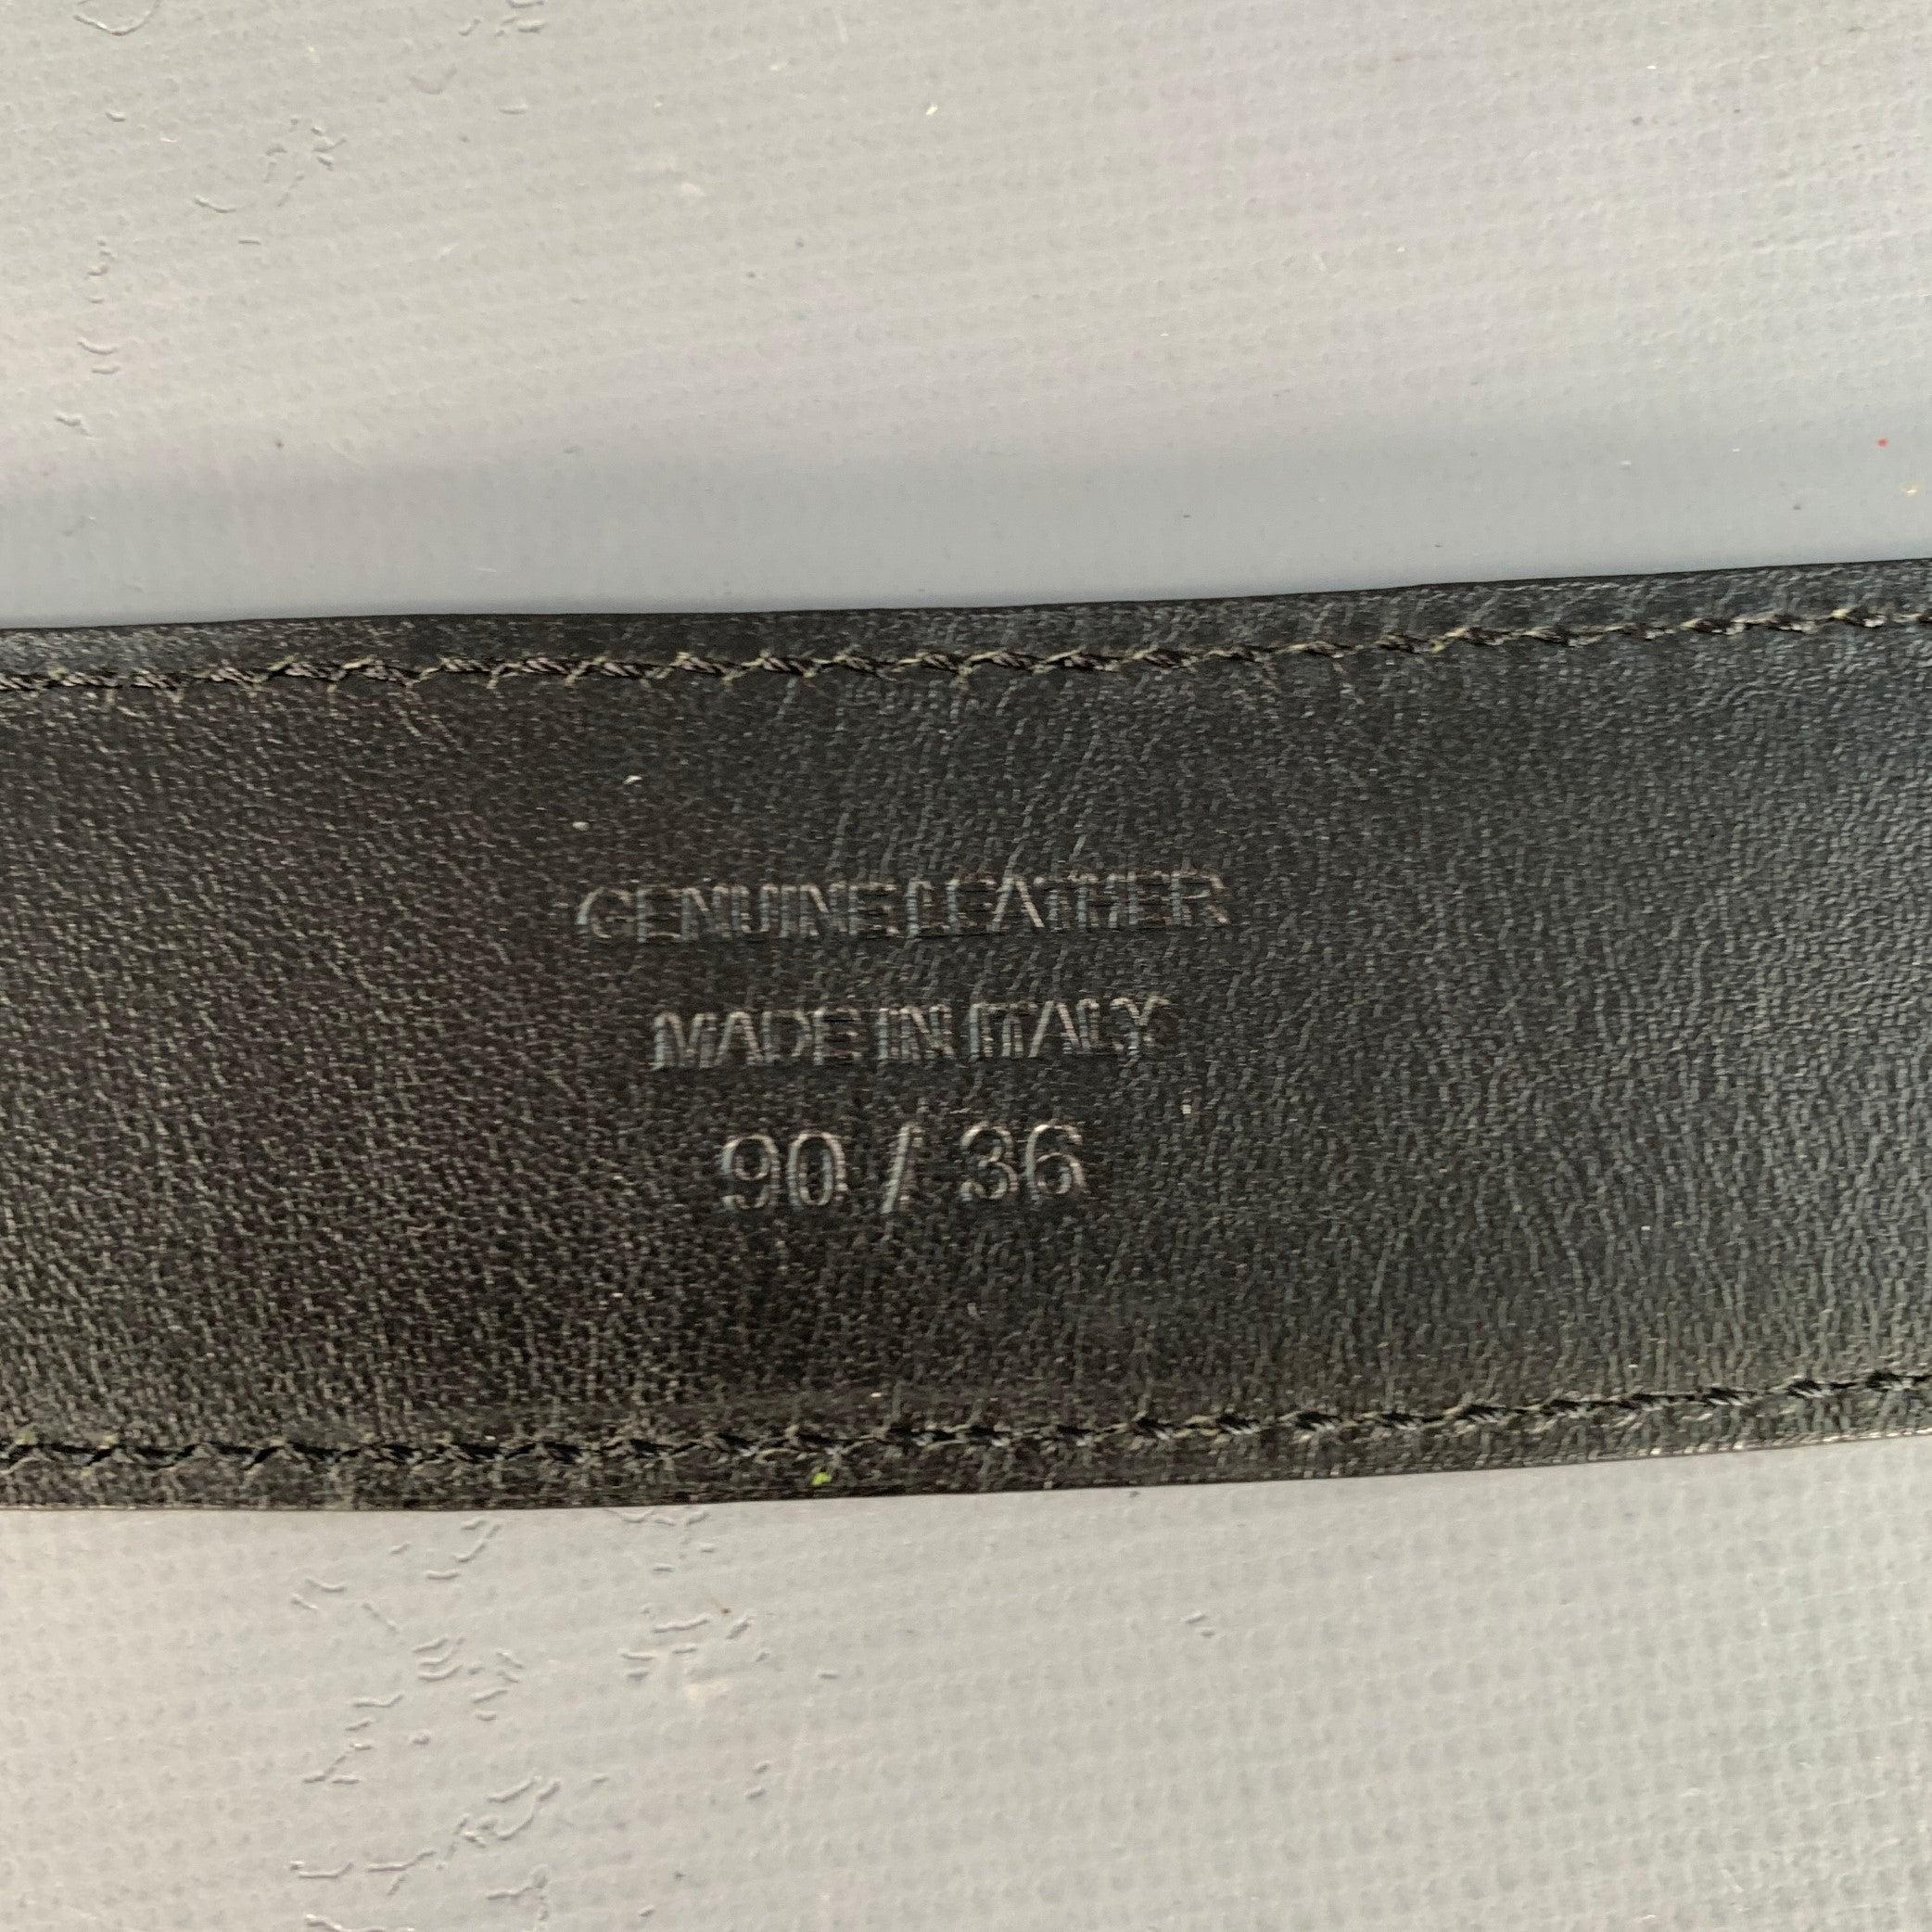 GENUINE LEATHER
MADE IN ITALY
90 / 36